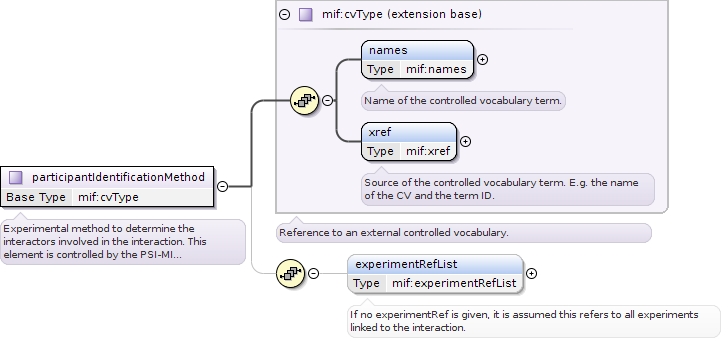 mif:cvType (extension base)
names
Type mif:names
Name of the controlled vocabulary term.
xref
Type mif:xref
Source of the controlled vocabulary term. E.g. the name
of the CV and the term ID.
participantIdentificationMethod
Base Type mif:cvType
Experimental method to determine the
interactors involved in the interaction. This
element is controlled by the PSI-MI...
Reference to an external controlled vocabulary.
experimentRefList
Type mif:experimentRefList
If no experimentRef is given, it is assumed this refers to all experiments
linked to the interaction.